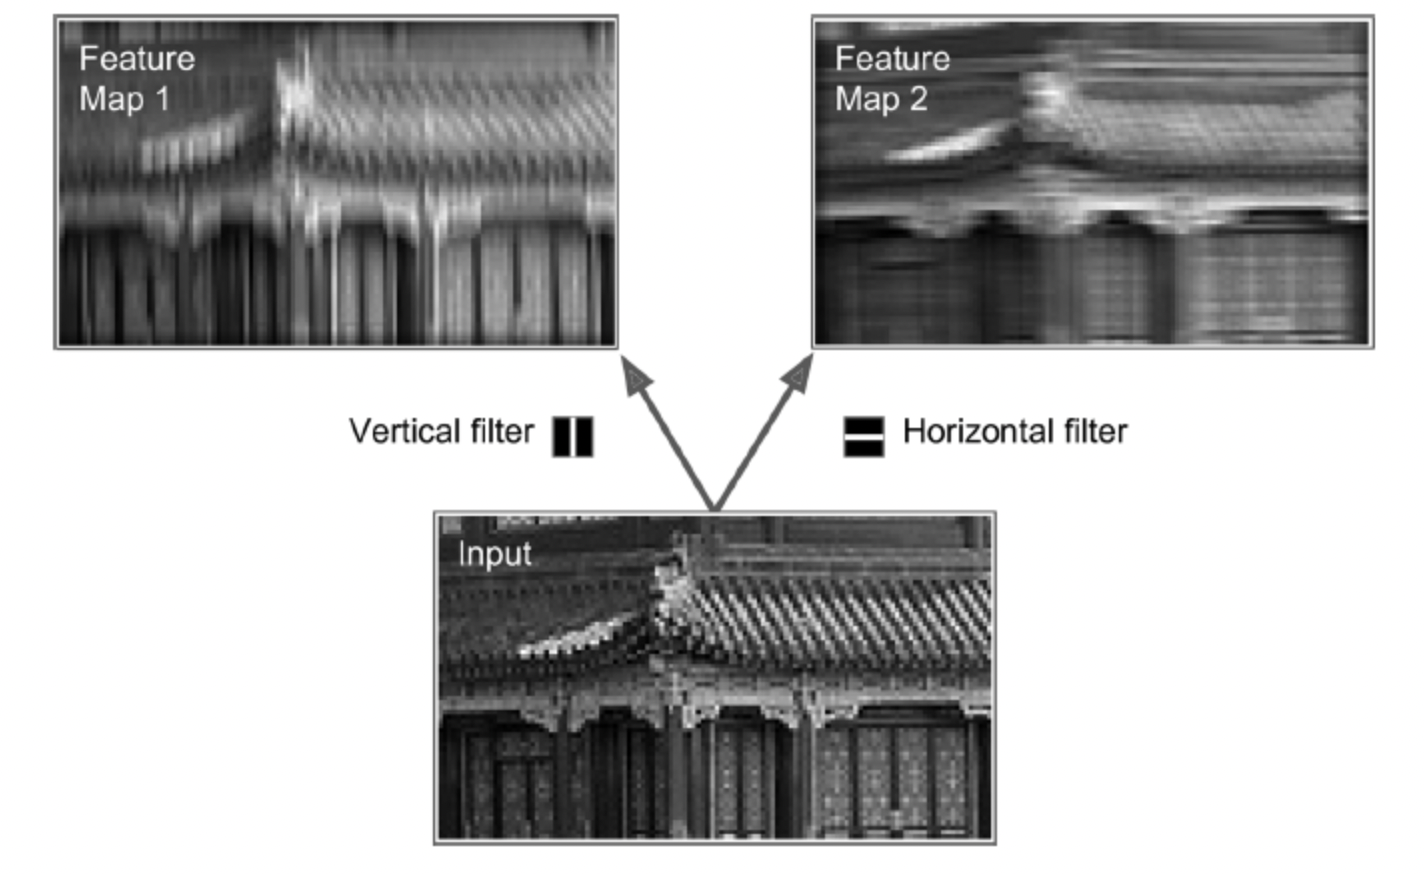 Feature
Map 1
Feature
Map 2
Vertical filter
Horizontal filter
Input